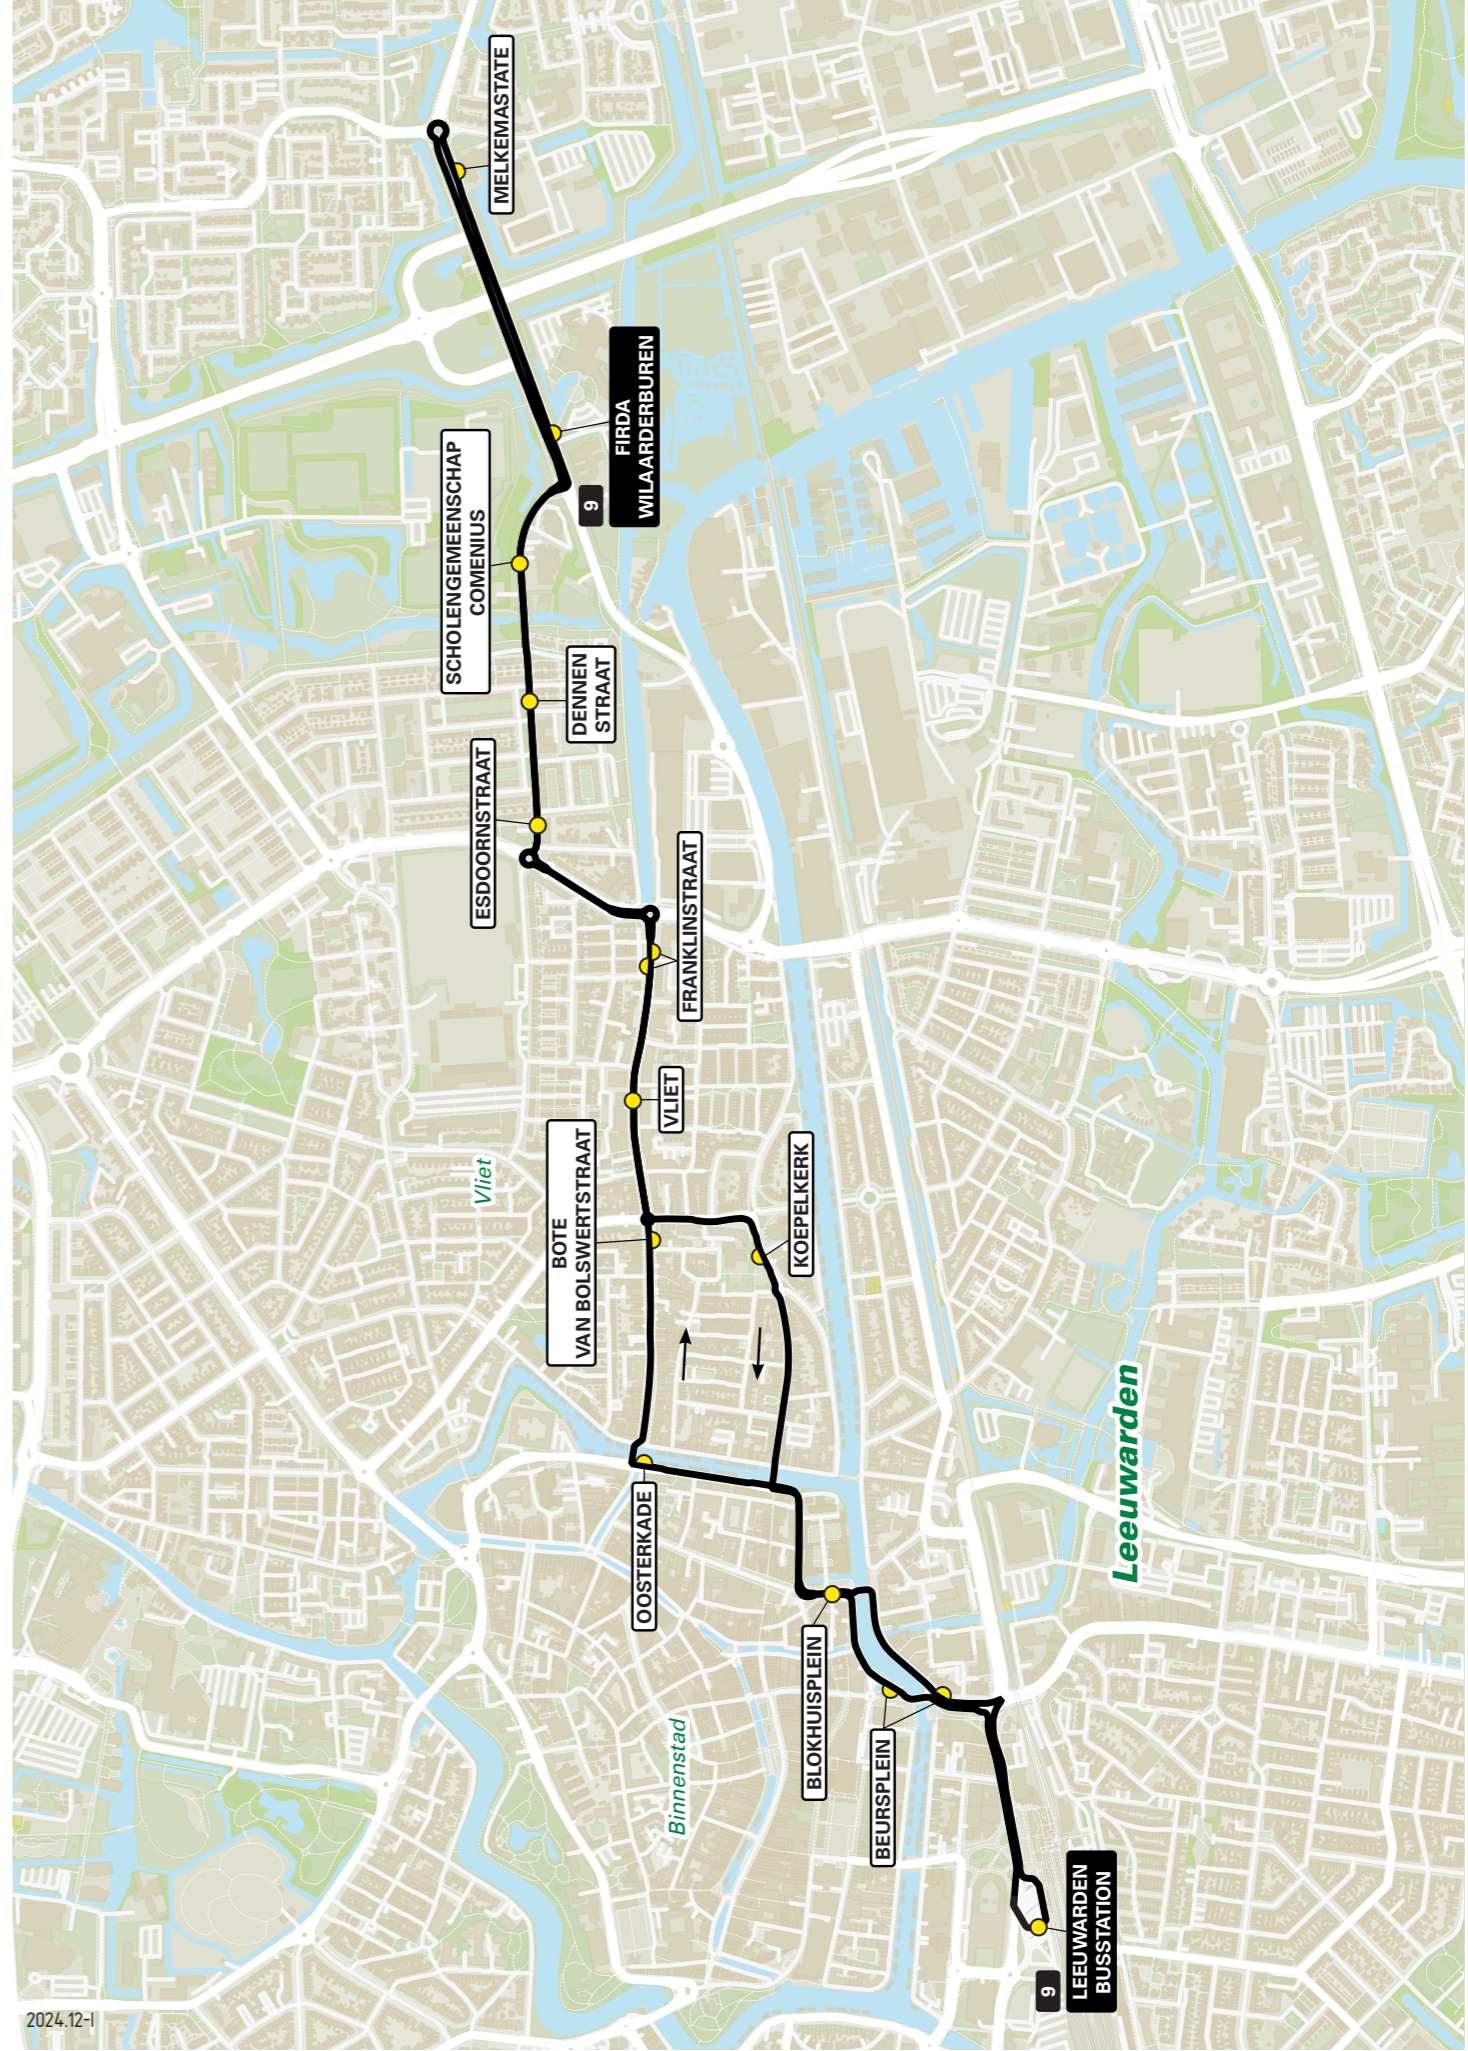 MELKEMASTATE
FIRDA
WILAARDERBUREN
9
SCHOLENGEMEENSCHAP
COMENIUS
DENNEN
STRAAT
ESDOORNSTRAAT
FRANKLINSTRAAT
VLIET
BOTE
VAN BOLSWERTSTRAAT
Vliet
KOEPELKERK
OOSTERKADE
Leeuwarden
BLOKHUISPLEIN
Binnenstad
BEURSPLEIN
LEEUWARDEN
BUSSTATION
9
2024.12-I